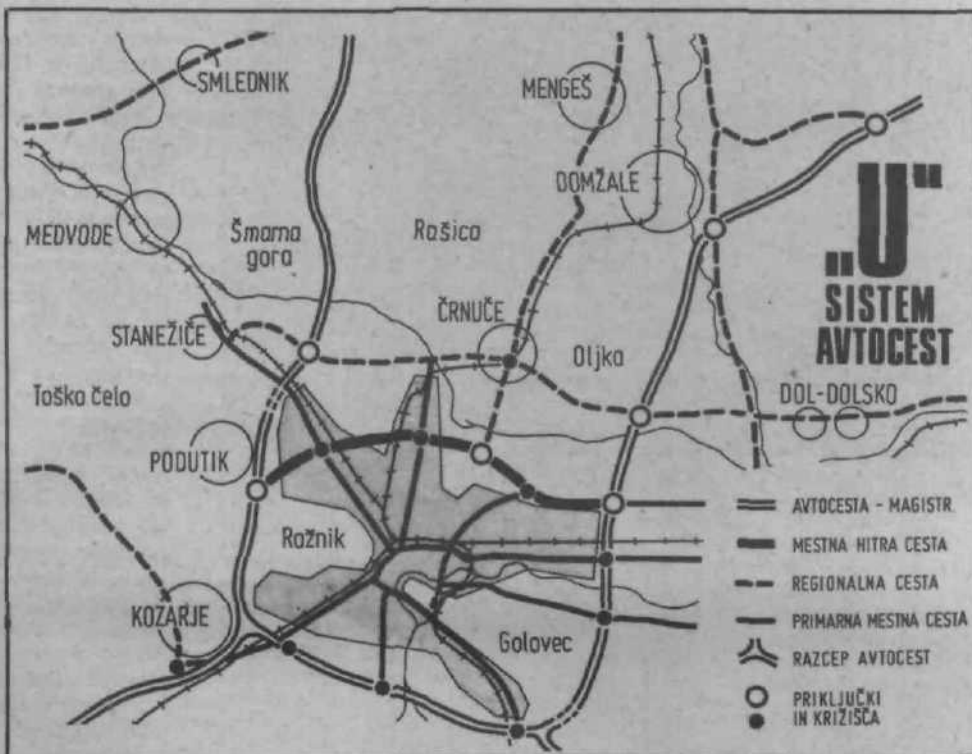 SMLEDNIK
MENGEŠ
DOMŽALE
MEDVODE
Šmarna
gora
Rašica
„U“
SISTEM
AVTOCEST
STANEŽIČE
ČRNUČE
Oljka
Toško čelo
DOL-DOLSKO
PODUTIK
Rožnik
KOZARJE
Golovec
AVTOCESTA - MAGISTR.
MESTNA HITRA CESTA
REGIONALNA CESTA
PRIMARNA MESTNA CESTA
RAZCEP AVTOCEST
PRIKLJUČKI
IN KRIŽIŠČA